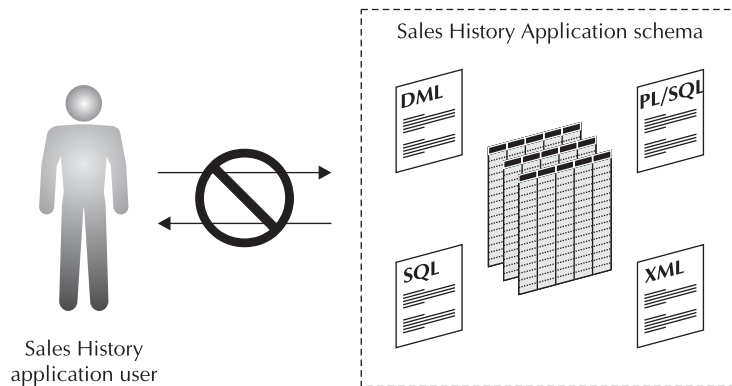 Sales History Application schema
DML
PL/SQL
SQL
XML
Sales History
application user